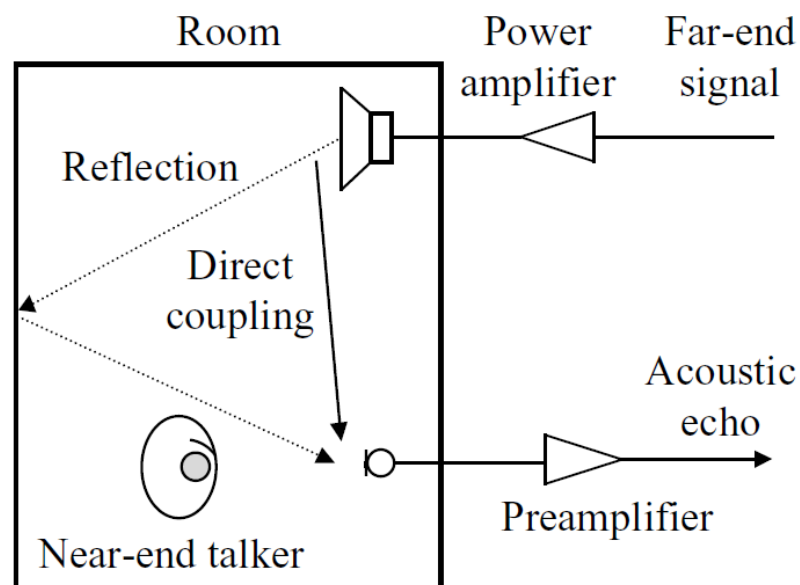 Room
Power
amplifier
Far-end
signal
Reflection
Direct
coupling
Acoustic
echo
Preamplifier
Near-end talker